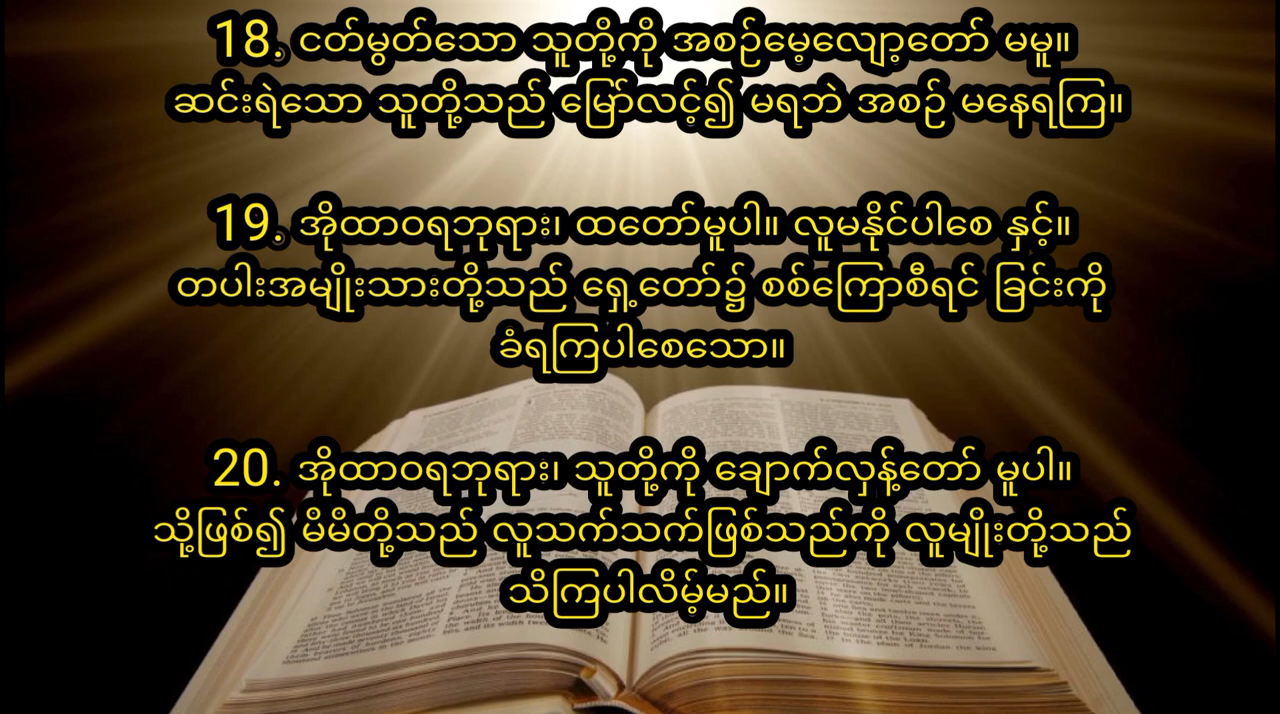 18. ငတ်မွတ်သော သူတို့ကို အစဉ်မေ့လျော့တော် မမူ။
ဆင်းရဲသော သူတို့သည် မြော်လင့်၍ မရဘဲ အစဉ် မနေရကြ။
19. အိုထာဝရဘုရား၊ ထတော်မူပါ။ လူမနိုင်ပါစေ နှင့်။
တပါးအမျိုးသားတို့သည် ရှေ့တော်၌ စစ်ကြောစီရင် ခြင်းကို
ခံရကြပါစေသော။
20. အိုထာဝရဘုရား၊ သူတို့ကို ချောက်လှန့်တော် မူပါ။
သို့ဖြစ်၍ မိမိတို့သည် လူသက်သက်ဖြစ်သည်ကို လူမျိုးတို့သည်
သိကြပါလိမ့်မည်။